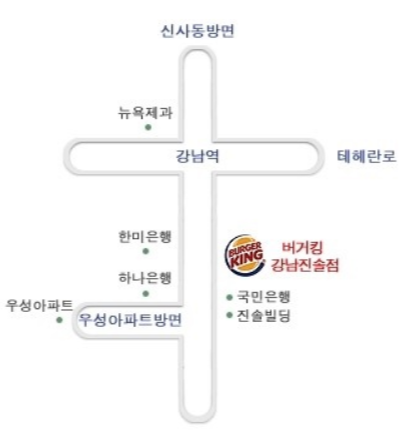 신사동방면
뉴욕제과
강남역
테헤란로
한미은행
BURGER
KING
버거킹
강남진솔점
하나은행
국민은행
우성아파트
우성아파트방면
진솔빌딩